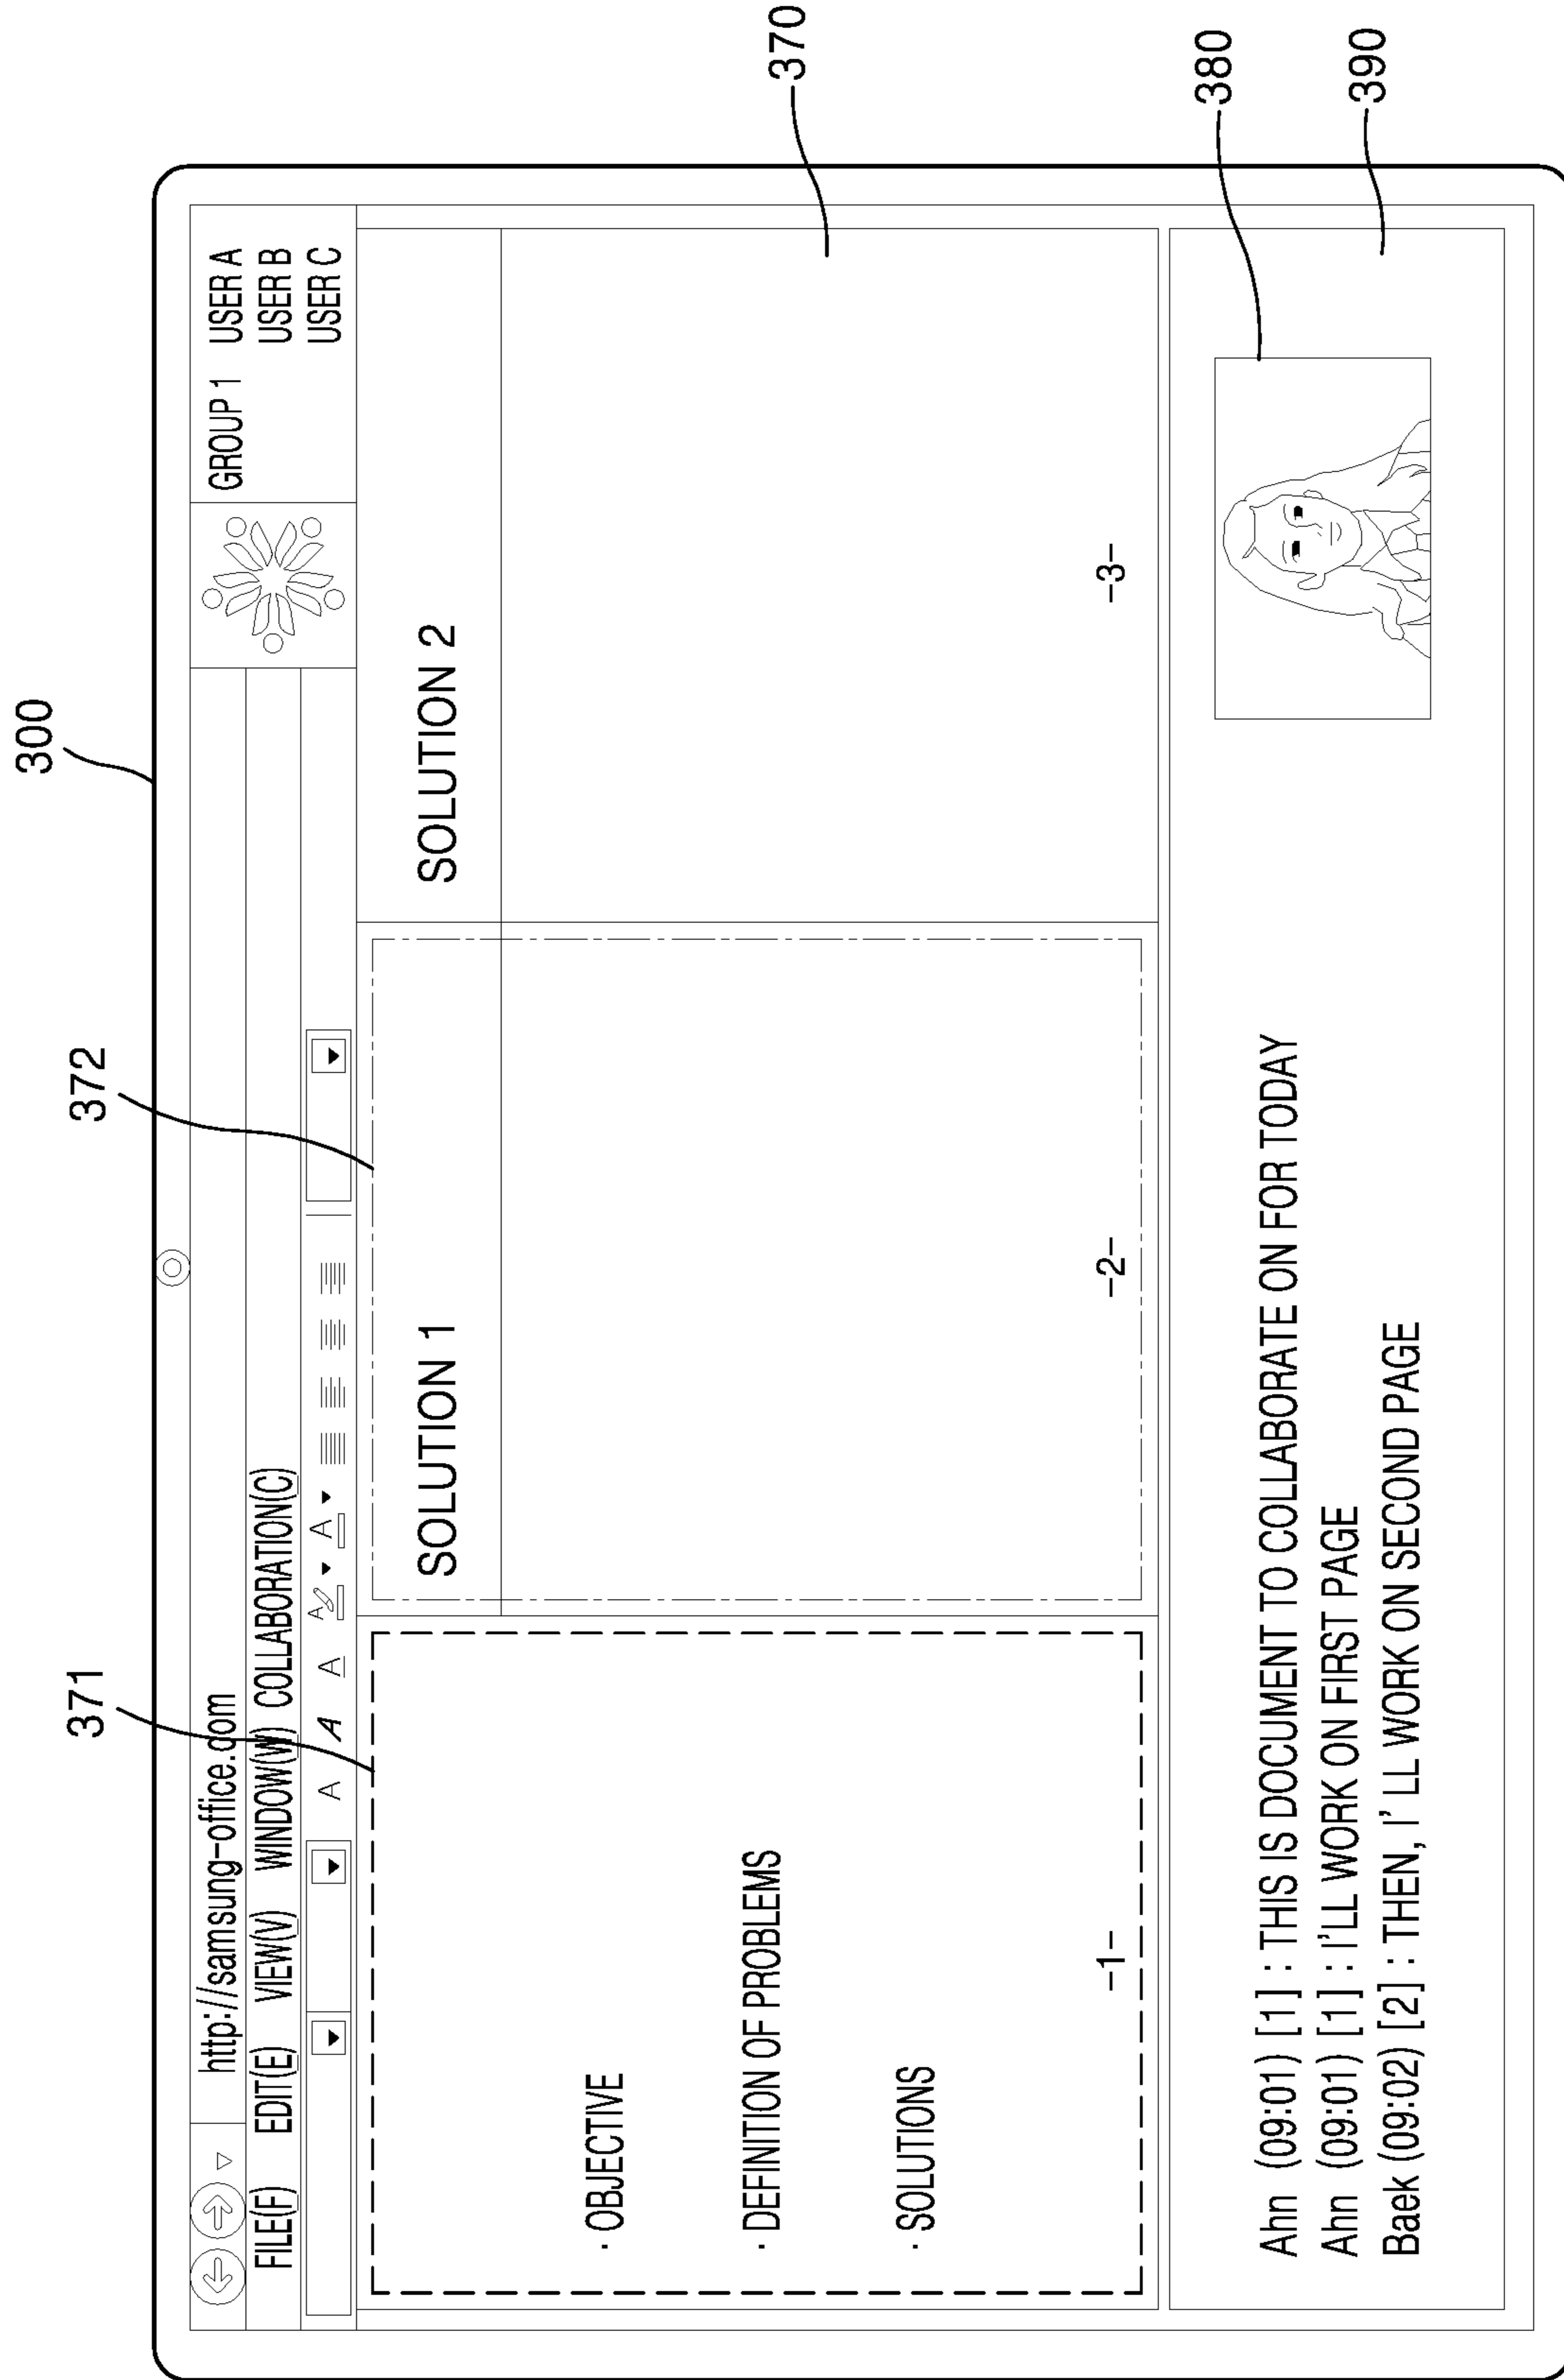 300
371
372
http://samsung-office.com
GROUP 1 USER A
USER B
USER C
FILE(F) EDIT(E) VIEW(V) WINDOW(W) COLLABORATION(C)
A A A A A
SOLUTION 1
SOLUTION 2
· OBJECTIVE
· DEFINITION OF PROBLEMS
· SOLUTIONS
370
-1-
-2-
-3-
380
Ahn (09:01) [1] : THIS IS DOCUMENT TO COLLABORATE ON FOR TODAY
Ahn (09:01) [1] : I'LL WORK ON FIRST PAGE
Baek (09:02) [2] : THEN, I' LL WORK ON SECOND PAGE
390